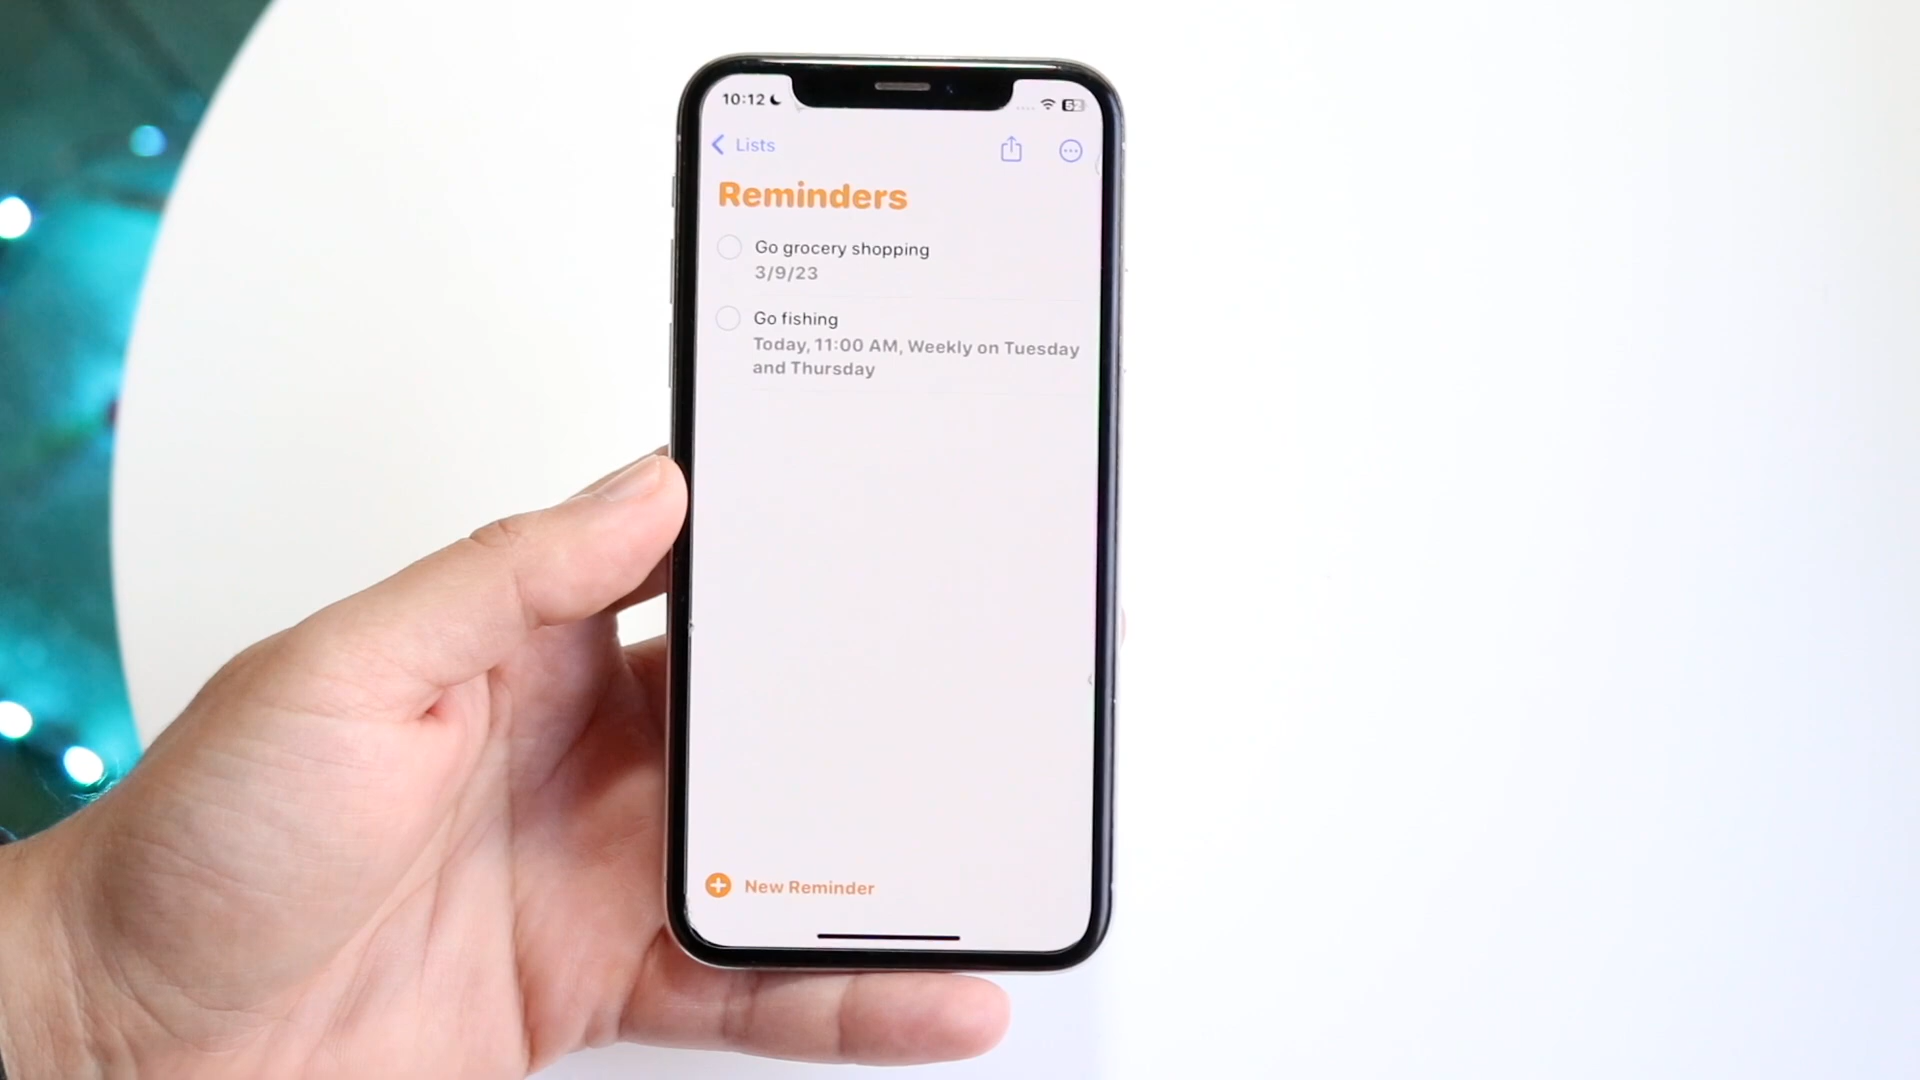 10:12
62
Lists
Reminders
Go grocery shopping
3/9/23
Go fishing
Today, 11:00 AM, Weekly on Tuesday
and Thursday
New Reminder